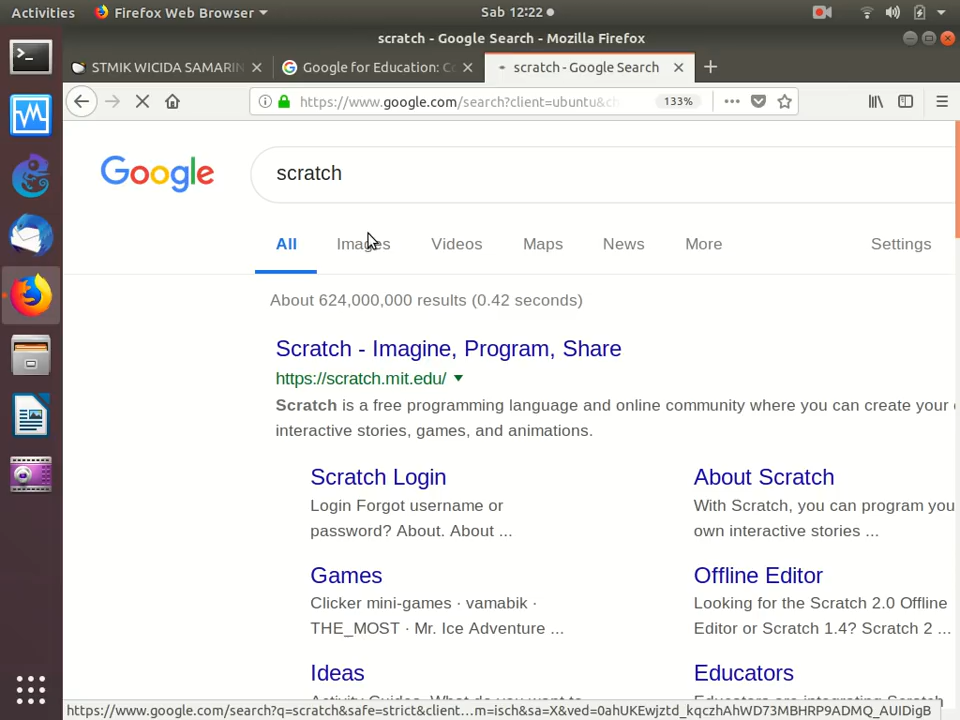 Activities Firefox Web Browser Sab 12:22
scratch - Google Search - Mozilla Firefox
STMIK WICIDA SAMARIN Google for Education: Co scratch - Google Search
https://www.google.com/search?client=ubuntu&ch 133%
Google scratch
All Images Videos Maps News More Settings
About 624,000,000 results (0.42 seconds)
Scratch - Imagine, Program, Share
https://scratch.mit.edu/
Scratch is a free programming language and online community where you can create your
interactive stories, games, and animations.
Scratch Login
Login Forgot username or
password? About. About ...
About Scratch
With Scratch, you can program you
own interactive stories ...
Games
Clicker mini-games · vamabik ·
THE_MOST · Mr. Ice Adventure ...
Offline Editor
Looking for the Scratch 2.0 Offline
Editor or Scratch 1.4? Scratch 2 ...
Ideas
Educators
https://www.google.com/search?q=scratch&safe=strict&client...m=isch&sa=X&ved=0ahUKEwjztd_kqczhAhWD73MBHRP9ADMQ_AUIDigB